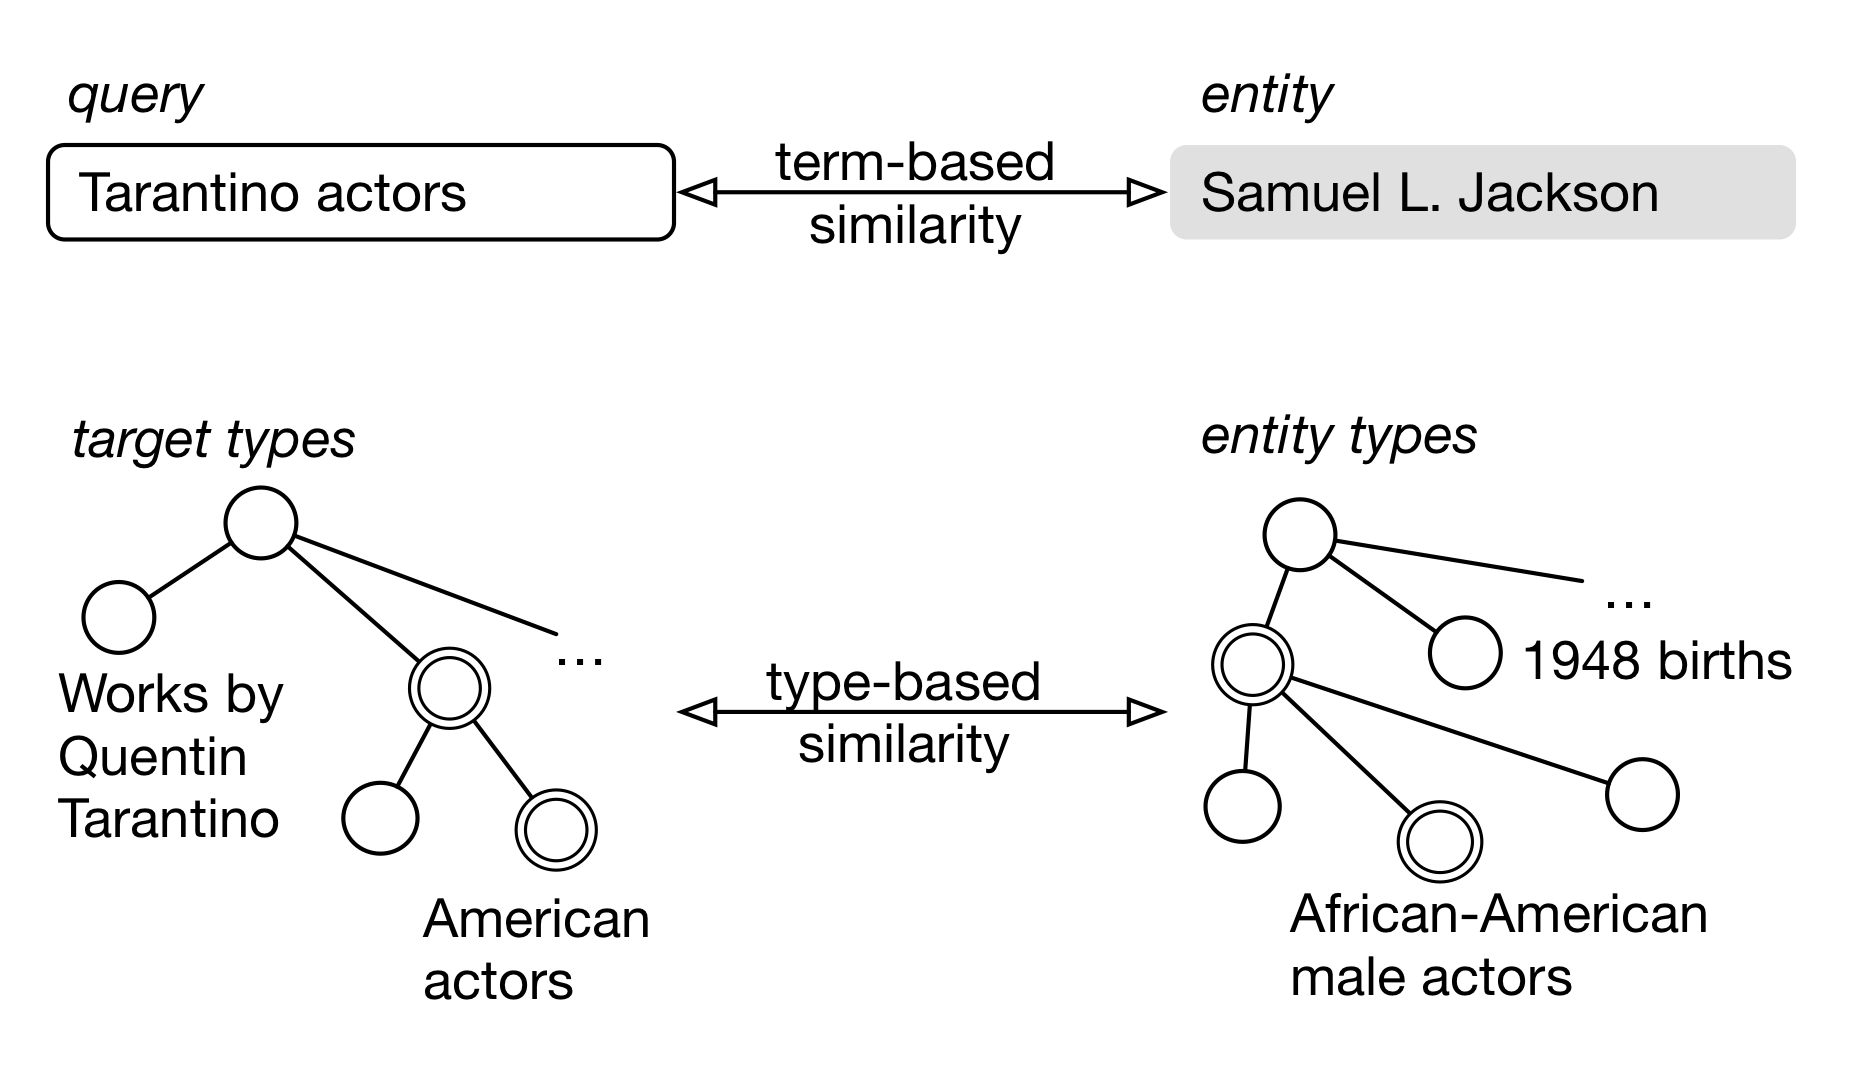 query
entity
Tarantino actors
term-based
similarity
Samuel L. Jackson
target types
entity types
...
...
Works by
Quentin
Tarantino
1948 births
type-based
similarity
American
actors
African-American
male actors